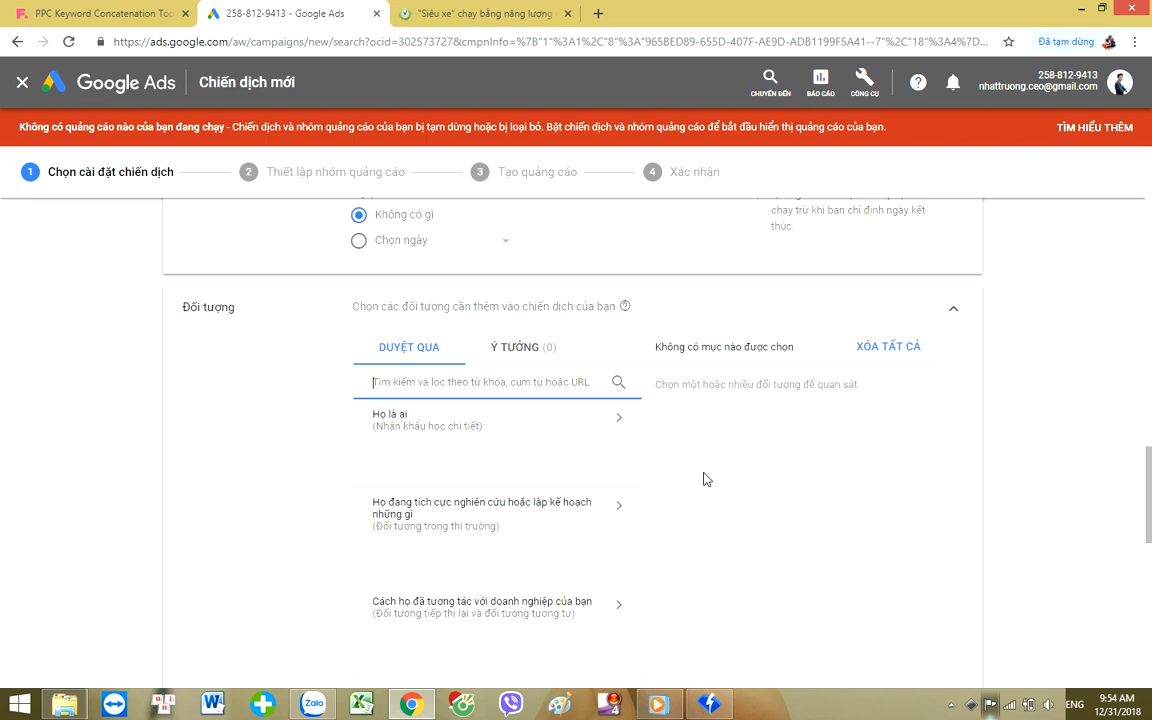 PPC Keyword Concatenation Too
258-812-9413 - Google Ads
"Siêu xe" chạy bằng năng lượng
https://ads.google.com/aw/campaigns/new/search?ocid=302573727&cmpnInfo=%7B"1"%3A1%2C"8"%3A"965BED89-655D-407F-AE9D-ADB1199F5A41--7"%2C"18"%3A4%7D...
Đã tạm dừng
Google Ads
Chiến dịch mới
CHUYỂN ĐẾN
BÁO CÁO
CÔNG CỤ
258-812-9413
nhattruong.ceo@gmail.com
Không có quảng cáo nào của bạn đang chạy - Chiến dịch và nhóm quảng cáo của bạn bị tạm dừng hoặc bị loại bỏ. Bật chiến dịch và nhóm quảng cáo để bắt đầu hiển thị quảng cáo của bạn.
TÌM HIỂU THÊM
1 Chọn cài đặt chiến dịch
2 Thiết lập nhóm quảng cáo
3 Tạo quảng cáo
4 Xác nhận
Không có gì
Chọn ngày
chạy trừ khi bạn chỉ định ngày kết
thúc.
Đối tượng
Chọn các đối tượng cần thêm vào chiến dịch của bạn
DUYỆT QUA
Ý TƯỞNG (0)
Không có mục nào được chọn
XÓA TẤT CẢ
Tìm kiếm và lọc theo từ khóa, cụm từ hoặc URL
Chọn một hoặc nhiều đối tượng để quan sát.
Họ là ai
(Nhân khẩu học chi tiết)
Họ đang tích cực nghiên cứu hoặc lập kế hoạch
những gì
(Đối tượng trong thị trường)
Cách họ đã tương tác với doanh nghiệp của bạn
(Đối tượng tiếp thị lại và đối tượng tương tự)
Zalo
ENG
9:54 AM
12/31/2018